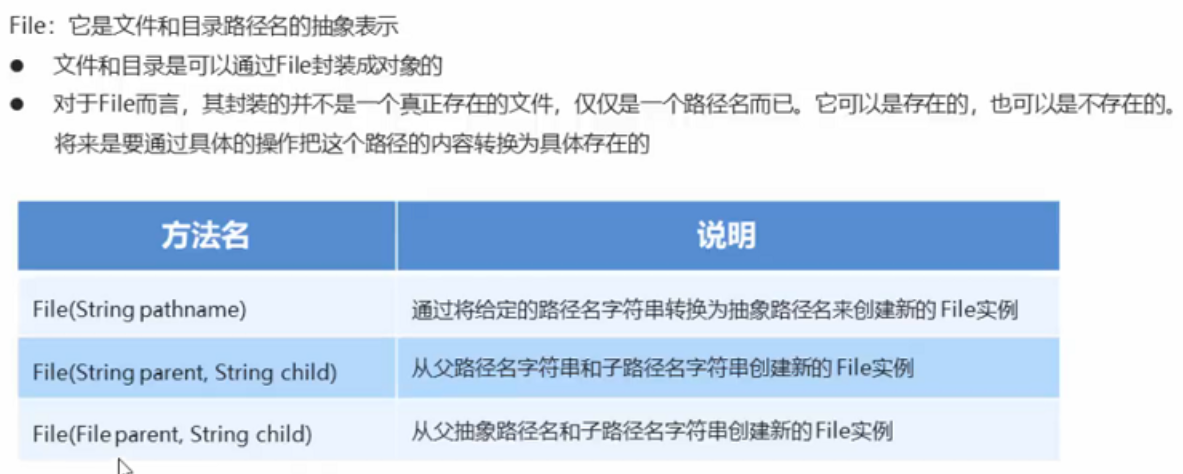 File：它是文件和目录路径名的抽象表示
● 文件和目录是可以通过File封装成对象的
● 对于File而言，其封装的并不是一个真正存在的文件，仅仅是一个路径名而已。它可以是存在的，也可以是不存在的。
将来是要通过具体的操作把这个路径的内容转换为具体存在的
方法名 说明
File(String pathname) 通过将给定的路径名字符串转换为抽象路径名来创建新的 File实例
File(String parent, String child) 从父路径名字符串和子路径名字符串创建新的 File实例
File(File parent, String child) 从父抽象路径名和子路径名字符串创建新的 File实例